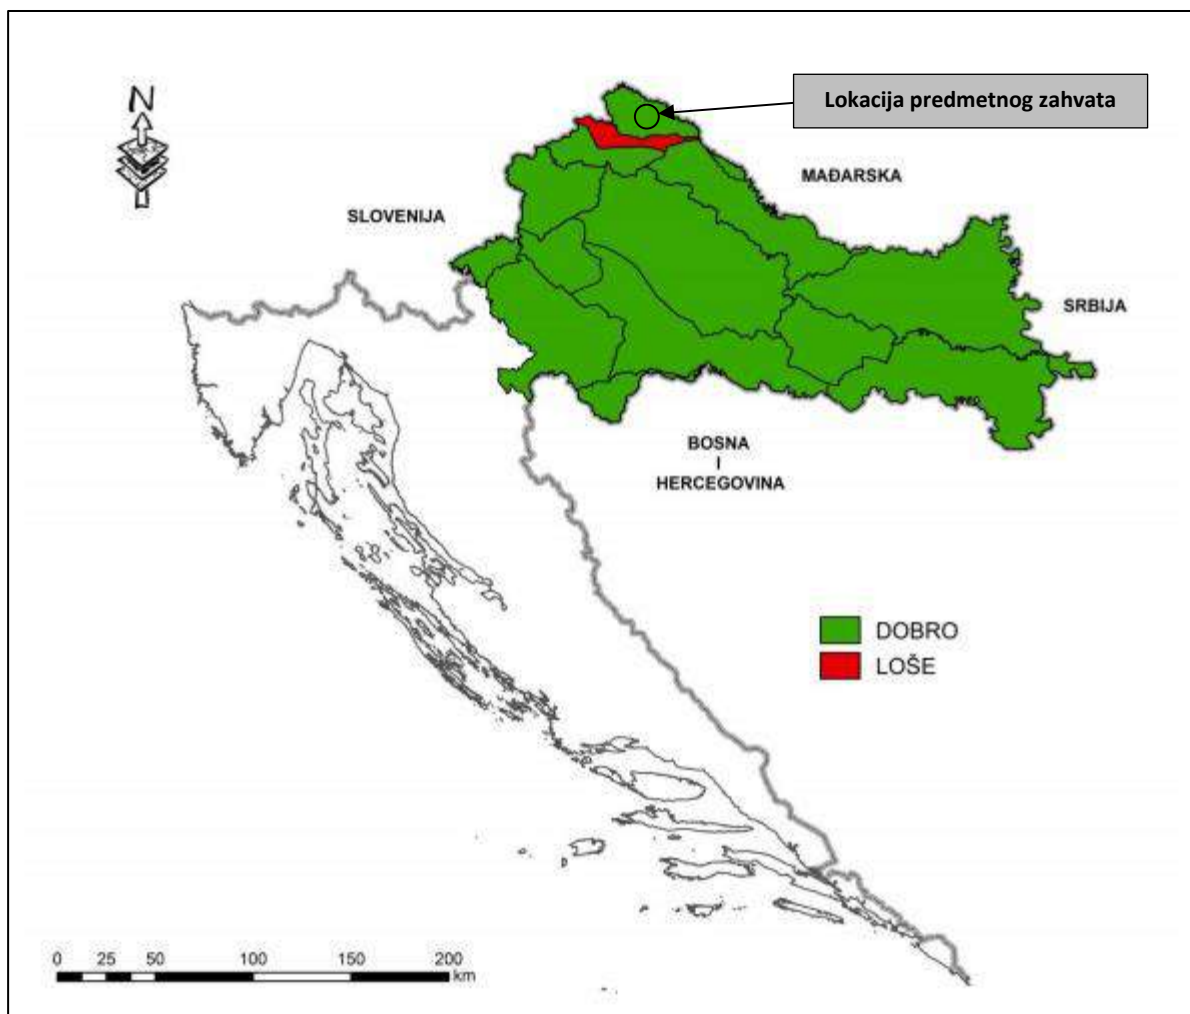 N
Lokacija predmetnog zahvata
MAĐARSKA
SLOVENIJA
SRBIJA
BOSNA
I
HERCEGOVINA
DOBRO
LOŠE
0 25 50 100 150 200
km